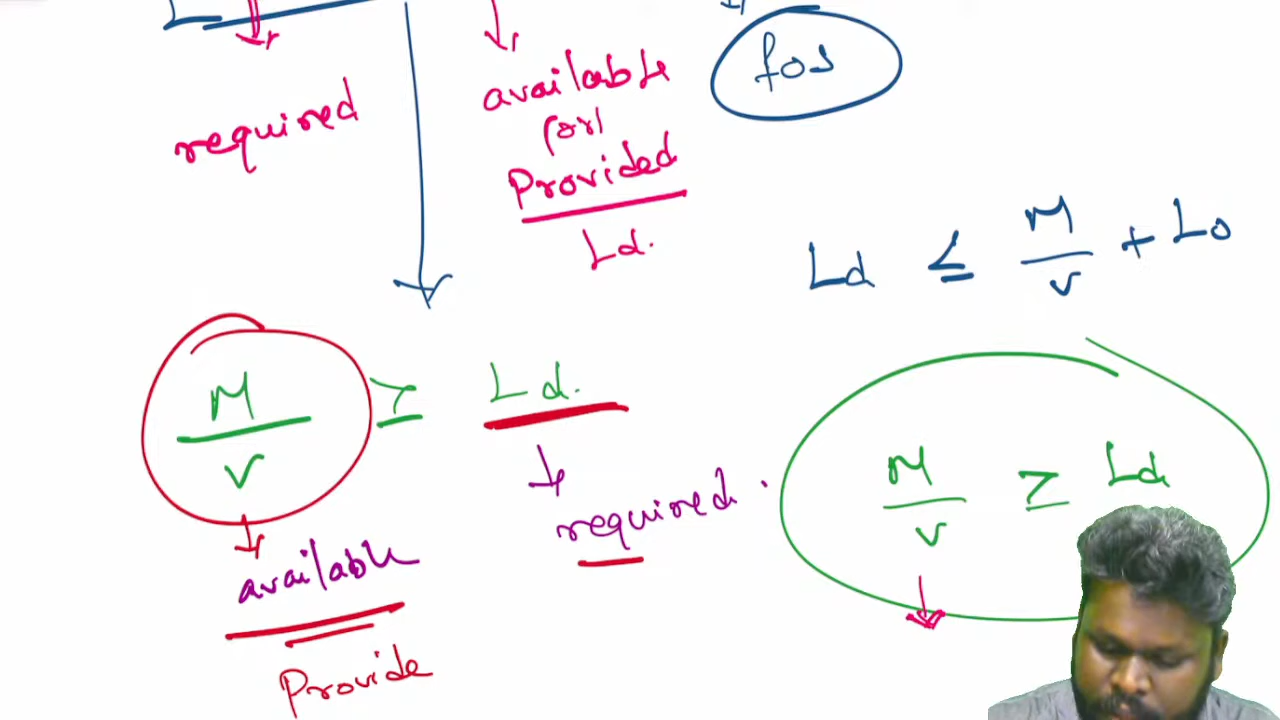 required
available
(or)
Provided
Ld.
fos
Ld ≤ M/V + Lo
M/V ≥ Ld.
available
Provide
required.
M/V ≥ Ld